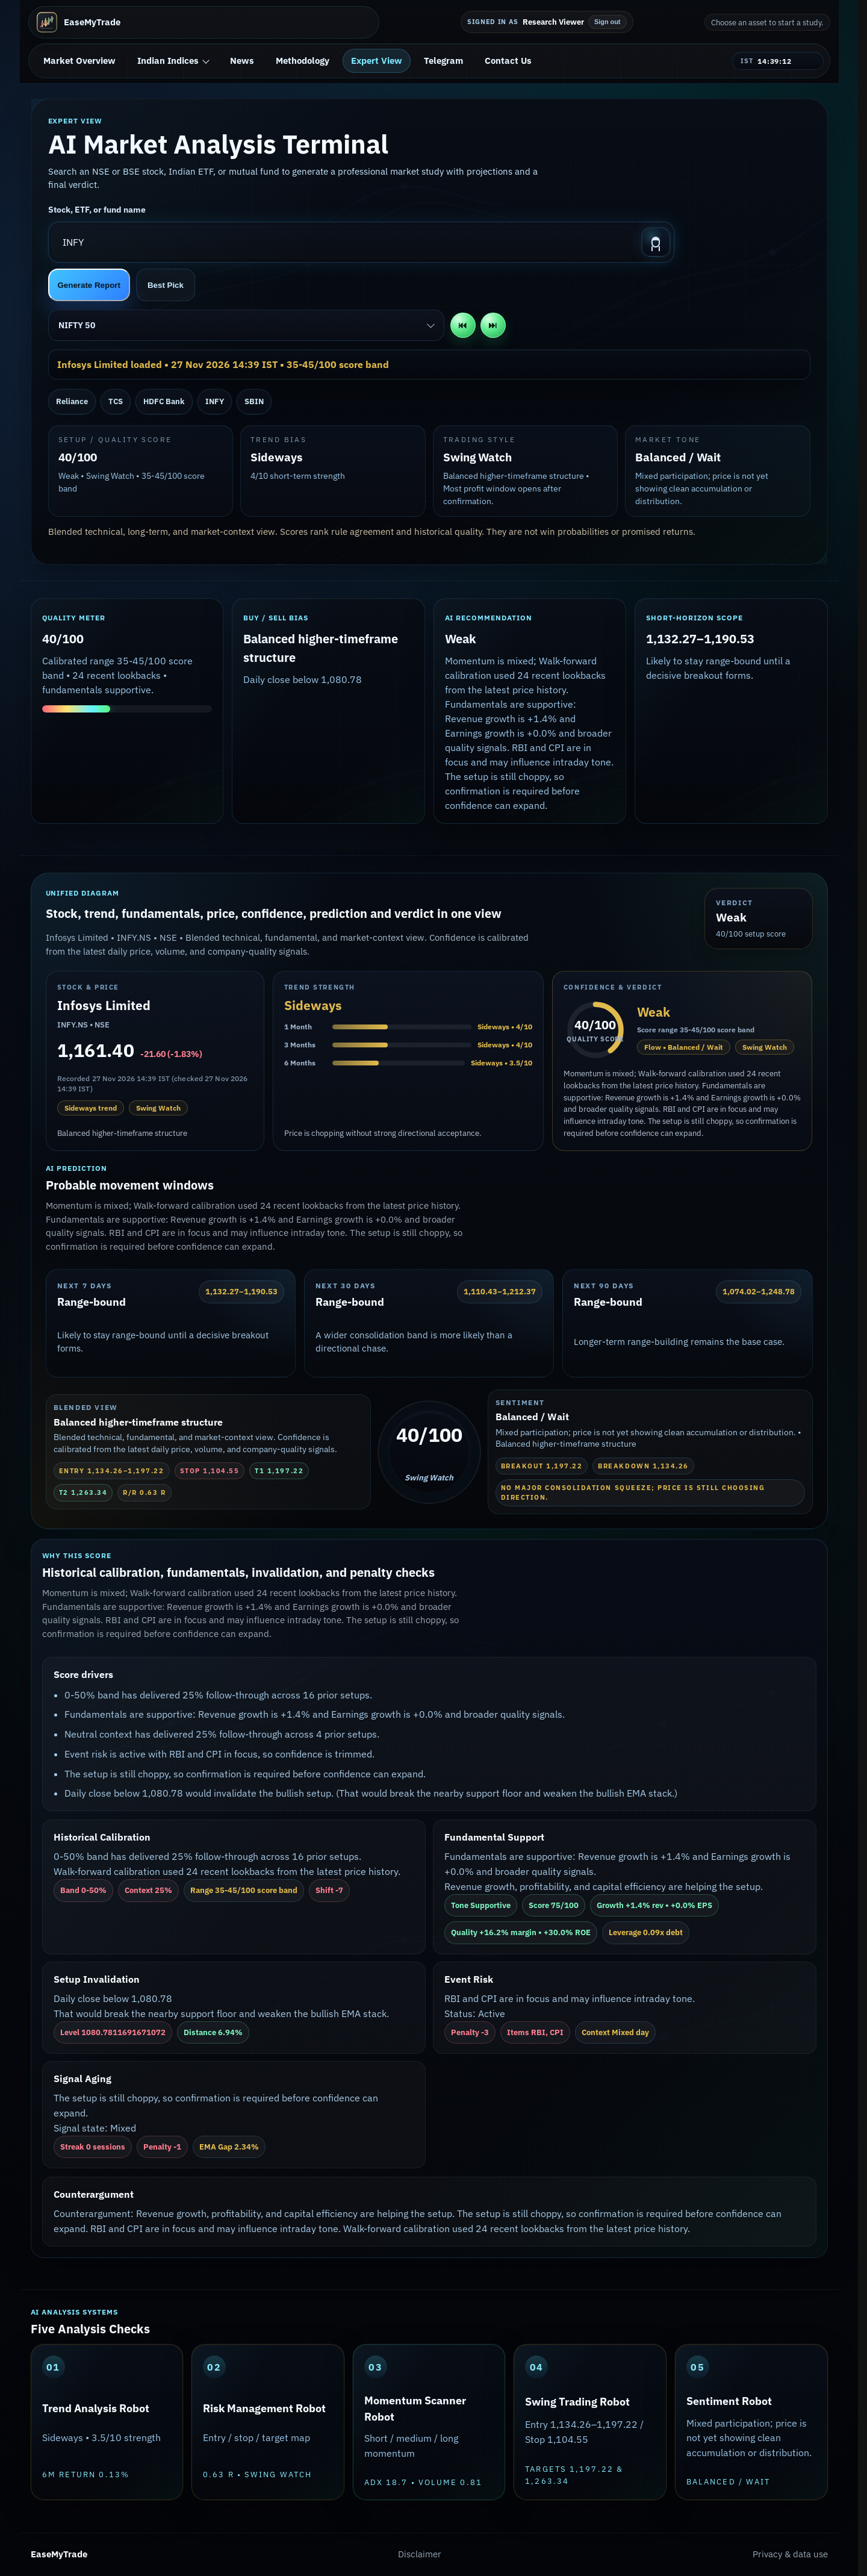 EaseMyTrade
SIGNED IN AS Research Viewer Sign out
Choose an asset to start a study.
Market Overview Indian Indices News Methodology Expert View Telegram Contact Us
IST 14:39:12
EXPERT VIEW
AI Market Analysis Terminal
Search an NSE or BSE stock, Indian ETF, or mutual fund to generate a professional market study with projections and a
final verdict.
Stock, ETF, or fund name
INFY
Generate Report Best Pick
NIFTY 50
Infosys Limited loaded • 27 Nov 2026 14:39 IST • 35-45/100 score band
Reliance TCS HDFC Bank INFY SBIN
SETUP / QUALITY SCORE
40/100
Weak • Swing Watch • 35-45/100 score
band
TREND BIAS
Sideways
4/10 short-term strength
TRADING STYLE
Swing Watch
Balanced higher-timeframe structure •
Most profit window opens after
confirmation.
MARKET TONE
Balanced / Wait
Mixed participation; price is not yet
showing clean accumulation or
distribution.
Blended technical, long-term, and market-context view. Scores rank rule agreement and historical quality. They are not win probabilities or promised returns.
QUALITY METER
40/100
Calibrated range 35-45/100 score
band • 24 recent lookbacks •
fundamentals supportive.
BUY / SELL BIAS
Balanced higher-timeframe
structure
Daily close below 1,080.78
AI RECOMMENDATION
Weak
Momentum is mixed; Walk-forward
calibration used 24 recent lookbacks
from the latest price history.
Fundamentals are supportive:
Revenue growth is +1.4% and
Earnings growth is +0.0% and broader
quality signals. RBI and CPI are in
focus and may influence intraday tone.
The setup is still choppy, so
confirmation is required before
confidence can expand.
SHORT-HORIZON SCOPE
1,132.27–1,190.53
Likely to stay range-bound until a
decisive breakout forms.
UNIFIED DIAGRAM
Stock, trend, fundamentals, price, confidence, prediction and verdict in one view
Infosys Limited • INFY.NS • NSE • Blended technical, fundamental, and market-context view. Confidence is calibrated
from the latest daily price, volume, and company-quality signals.
VERDICT
Weak
40/100 setup score
STOCK & PRICE
Infosys Limited
INFY.NS • NSE
1,161.40 -21.60 (-1.83%)
Recorded 27 Nov 2026 14:39 IST (checked 27 Nov 2026
14:39 IST)
Sideways trend Swing Watch
Balanced higher-timeframe structure
TREND STRENGTH
Sideways
1 Month Sideways • 4/10
3 Months Sideways • 4/10
6 Months Sideways • 3.5/10
Price is chopping without strong directional acceptance.
CONFIDENCE & VERDICT
40/100
QUALITY SCORE
Weak
Score range 35-45/100 score band
Flow • Balanced / Wait Swing Watch
Momentum is mixed; Walk-forward calibration used 24 recent
lookbacks from the latest price history. Fundamentals are
supportive: Revenue growth is +1.4% and Earnings growth is +0.0%
and broader quality signals. RBI and CPI are in focus and may
influence intraday tone. The setup is still choppy, so confirmation is
required before confidence can expand.
AI PREDICTION
Probable movement windows
Momentum is mixed; Walk-forward calibration used 24 recent lookbacks from the latest price history.
Fundamentals are supportive: Revenue growth is +1.4% and Earnings growth is +0.0% and broader
quality signals. RBI and CPI are in focus and may influence intraday tone. The setup is still choppy, so
confirmation is required before confidence can expand.
NEXT 7 DAYS
Range-bound
1,132.27–1,190.53
Likely to stay range-bound until a decisive breakout
forms.
NEXT 30 DAYS
Range-bound
1,110.43–1,212.37
A wider consolidation band is more likely than a
directional chase.
NEXT 90 DAYS
Range-bound
1,074.02–1,248.78
Longer-term range-building remains the base case.
BLENDED VIEW
Balanced higher-timeframe structure
Blended technical, fundamental, and market-context view. Confidence is
calibrated from the latest daily price, volume, and company-quality signals.
ENTRY 1,134.26–1,197.22 STOP 1,104.55 T1 1,197.22
T2 1,263.34 R/R 0.63 R
40/100
Swing Watch
SENTIMENT
Balanced / Wait
Mixed participation; price is not yet showing clean accumulation or distribution. •
Balanced higher-timeframe structure
BREAKOUT 1,197.22 BREAKDOWN 1,134.26
NO MAJOR CONSOLIDATION SQUEEZE; PRICE IS STILL CHOOSING
DIRECTION.
WHY THIS SCORE
Historical calibration, fundamentals, invalidation, and penalty checks
Momentum is mixed; Walk-forward calibration used 24 recent lookbacks from the latest price history.
Fundamentals are supportive: Revenue growth is +1.4% and Earnings growth is +0.0% and broader
quality signals. RBI and CPI are in focus and may influence intraday tone. The setup is still choppy, so
confirmation is required before confidence can expand.
Score drivers
• 0-50% band has delivered 25% follow-through across 16 prior setups.
• Fundamentals are supportive: Revenue growth is +1.4% and Earnings growth is +0.0% and broader quality signals.
• Neutral context has delivered 25% follow-through across 4 prior setups.
• Event risk is active with RBI and CPI in focus, so confidence is trimmed.
• The setup is still choppy, so confirmation is required before confidence can expand.
• Daily close below 1,080.78 would invalidate the bullish setup. (That would break the nearby support floor and weaken the bullish EMA stack.)
Historical Calibration
0-50% band has delivered 25% follow-through across 16 prior setups.
Walk-forward calibration used 24 recent lookbacks from the latest price history.
Band 0-50% Context 25% Range 35-45/100 score band Shift -7
Fundamental Support
Fundamentals are supportive: Revenue growth is +1.4% and Earnings growth is
+0.0% and broader quality signals.
Revenue growth, profitability, and capital efficiency are helping the setup.
Tone Supportive Score 75/100 Growth +1.4% rev • +0.0% EPS
Quality +16.2% margin • +30.0% ROE Leverage 0.09x debt
Setup Invalidation
Daily close below 1,080.78
That would break the nearby support floor and weaken the bullish EMA stack.
Level 1080.7811691671072 Distance 6.94%
Event Risk
RBI and CPI are in focus and may influence intraday tone.
Status: Active
Penalty -3 Items RBI, CPI Context Mixed day
Signal Aging
The setup is still choppy, so confirmation is required before confidence can
expand.
Signal state: Mixed
Streak 0 sessions Penalty -1 EMA Gap 2.34%
Counterargument
Counterargument: Revenue growth, profitability, and capital efficiency are helping the setup. The setup is still choppy, so confirmation is required before confidence can
expand. RBI and CPI are in focus and may influence intraday tone. Walk-forward calibration used 24 recent lookbacks from the latest price history.
AI ANALYSIS SYSTEMS
Five Analysis Checks
01
Trend Analysis Robot
Sideways • 3.5/10 strength
6M RETURN 0.13%
02
Risk Management Robot
Entry / stop / target map
0.63 R • SWING WATCH
03
Momentum Scanner
Robot
Short / medium / long
momentum
ADX 18.7 • VOLUME 0.81
04
Swing Trading Robot
Entry 1,134.26–1,197.22 /
Stop 1,104.55
TARGETS 1,197.22 &
1,263.34
05
Sentiment Robot
Mixed participation; price is
not yet showing clean
accumulation or distribution.
BALANCED / WAIT
EaseMyTrade Disclaimer Privacy & data use